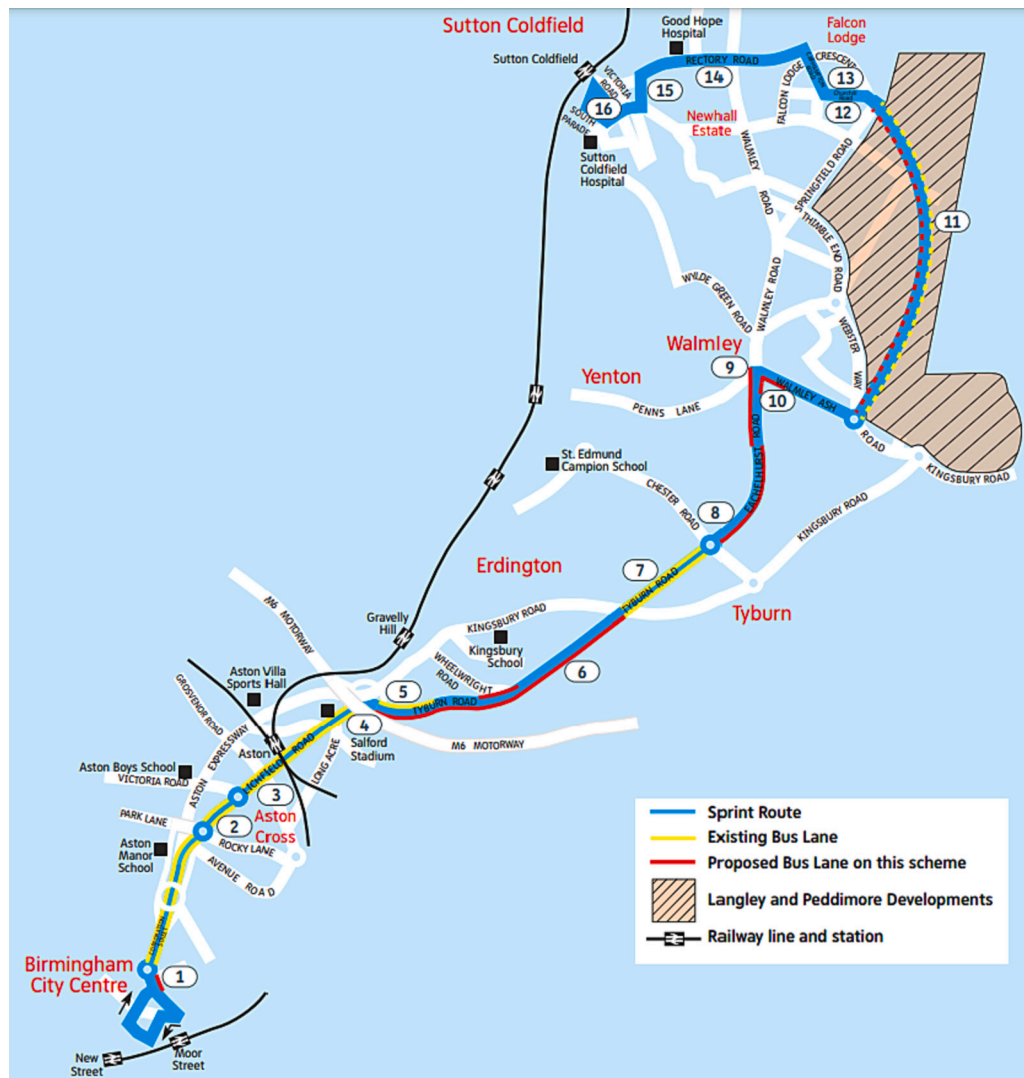 Sutton Coldfield
Good Hope
Hospital
Falcon
Lodge
Sutton Coldfield
VICTORIA
ROAD
RECTORY ROAD
CRESCENT
14
13
15
16
FALCON LODGE
12
SOUTH
PARADE
Newhall
Estate
Sutton
Coldfield
Hospital
WALMLEY
ROAD
SPRINGFIELD ROAD
THIMBLE END ROAD
11
WYLDE GREEN ROAD
WALMLEY ROAD
WEBSTER
WAY
Walmley
9
Yenton
10
WALMLEY ASH
ROAD
PENNS LANE
EACHELHURST
ROAD
KINGSBURY ROAD
St. Edmund
Campion School
CHESTER
ROAD
8
KINGSBURY ROAD
Erdington
7
TYBURN ROAD
Tyburn
M6 MOTORWAY
Gravelly
Hill
KINGSBURY ROAD
Kingsbury
School
WHEELWRIGHT
ROAD
6
Aston Villa
Sports Hall
5
TYBURN ROAD
GROSVENOR ROAD
4
Salford
Stadium
M6 MOTORWAY
ASTON EXPRESSWAY
Aston
LICHFIELD ROAD
LONG ACRE
Aston Boys School
VICTORIA ROAD
3
PARK LANE
2
Aston
Cross
ROCKY LANE
Aston
Manor
School
AVENUE ROAD
Sprint Route
Existing Bus Lane
Proposed Bus Lane on this scheme
Langley and Peddimore Developments
Railway line and station
Birmingham
City Centre
1
New
Street
Moor
Street